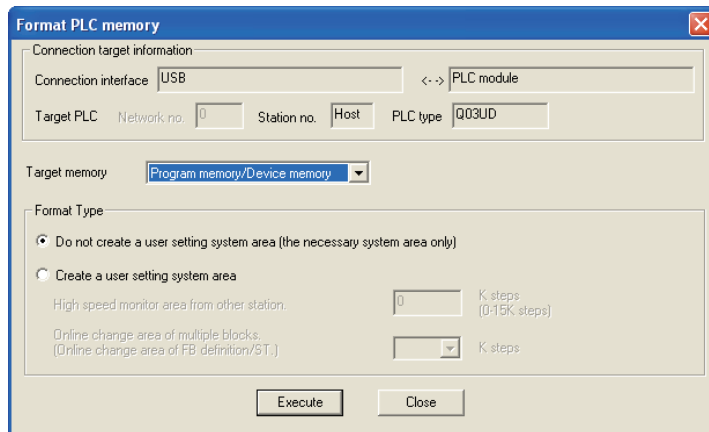 Format PLC memory
Connection target information
Connection interface USB <--> PLC module
Target PLC Network no. 0 Station no. Host PLC type Q03UD
Target memory Program memory/Device memory
Format Type
Do not create a user setting system area (the necessary system area only)
Create a user setting system area
High speed monitor area from other station. 0 K steps
(0-15K steps)
Online change area of multiple blocks.
(Online change area of FB definition/ST.) K steps
Execute Close